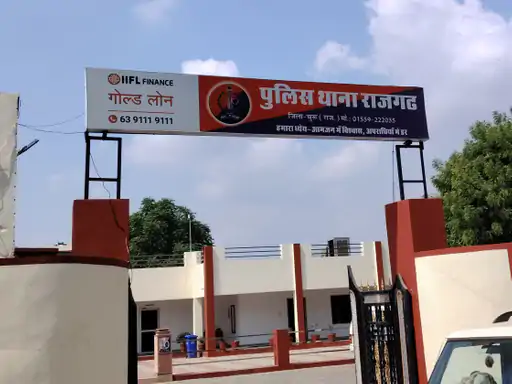 IIFL FINANCE
गोल्ड लोन
63 9111 9111
पुलिस थाना राजगढ
जिला-चूरू ( राज. ) मो.: 01559-222035
हमारा ध्येय-आमजन में विश्वास, अपराधियों में डर